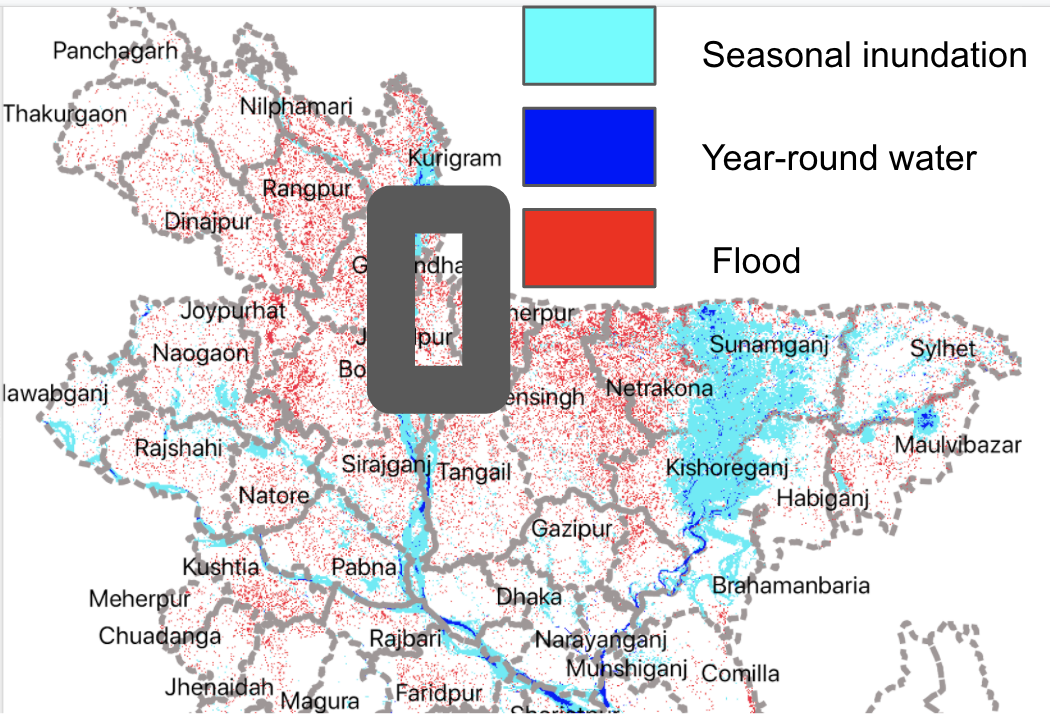 Seasonal inundation
Year-round water
Flood
Panchagarh
Thakurgaon
Nilphamari
Kurigram
Rangpur
Dinajpur
Joypurhat
Naogaon
Sunamganj
Sylhet
Netrakona
Maulvibazar
Rajshahi
Sirajganj
Tangail
Kishoreganj
Natore
Habiganj
Gazipur
Kushtia
Pabna
Brahamanbaria
Meherpur
Dhaka
Chuadanga
Rajbari
Narayanganj
Munshiganj
Comilla
Jhenaidah
Magura
Faridpur